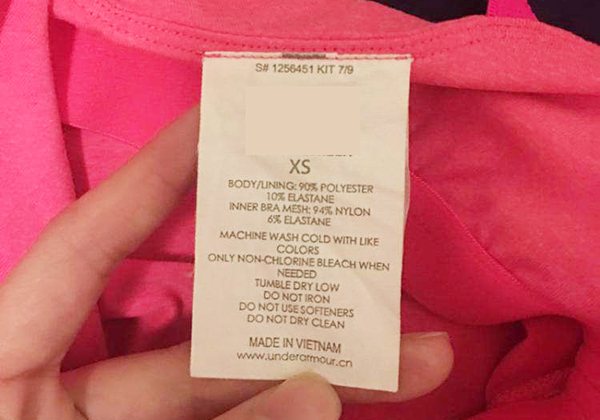 S# 1256451 KIT 7/9
XS
BODY/LINING: 90% POLYESTER
10% ELASTANE
INNER BRA MESH: 94% NYLON
6% ELASTANE
MACHINE WASH COLD WITH LIKE
COLORS
ONLY NON-CHLORINE BLEACH WHEN
NEEDED
TUMBLE DRY LOW
DO NOT IRON
DO NOT USE SOFTENERS
DO NOT DRY CLEAN
MADE IN VIETNAM
www.underarmour.cn